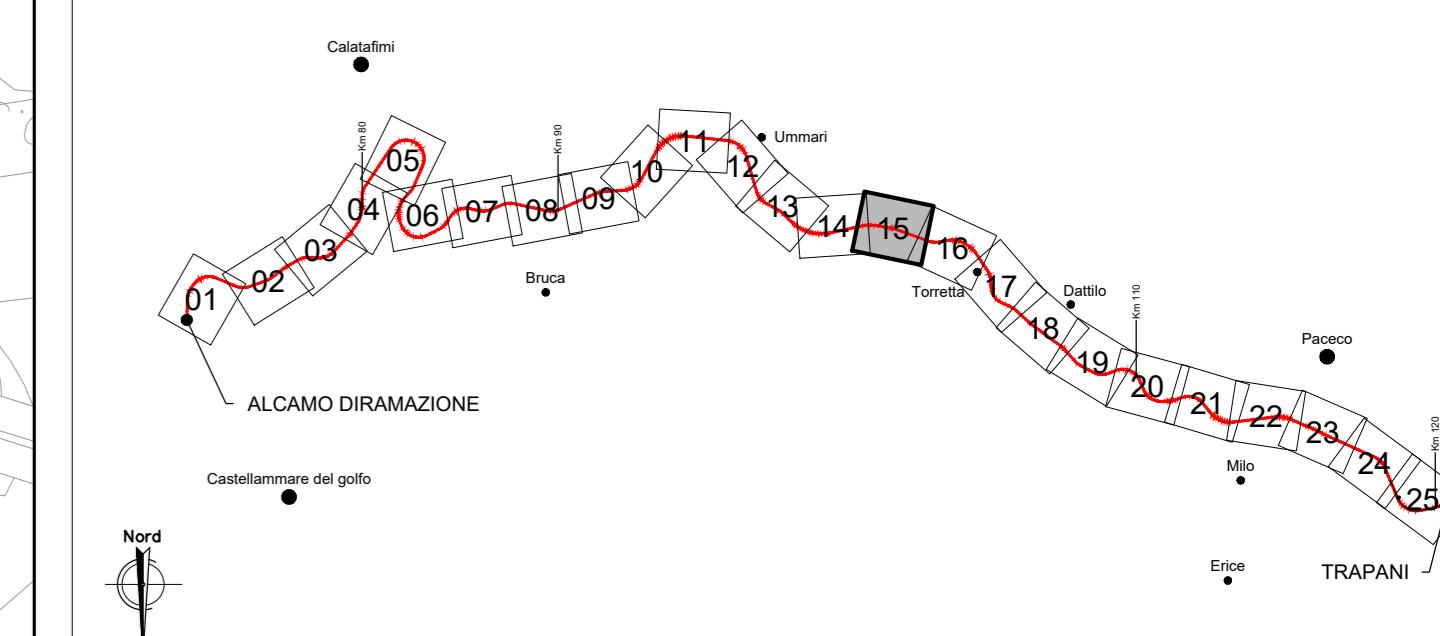 Calatafimi
Km 80
Km 90
Ummari
05
11
12
10
04
06
07
08
09
13
14
15
16
03
02
01
Bruca
Torretta
17
Dattilo
Km 110
18
19
20
21
22
23
24
25
Paceco
Km 120
ALCAMO DIRAMAZIONE
Castellammare del golfo
Milo
Nord
Erice
TRAPANI